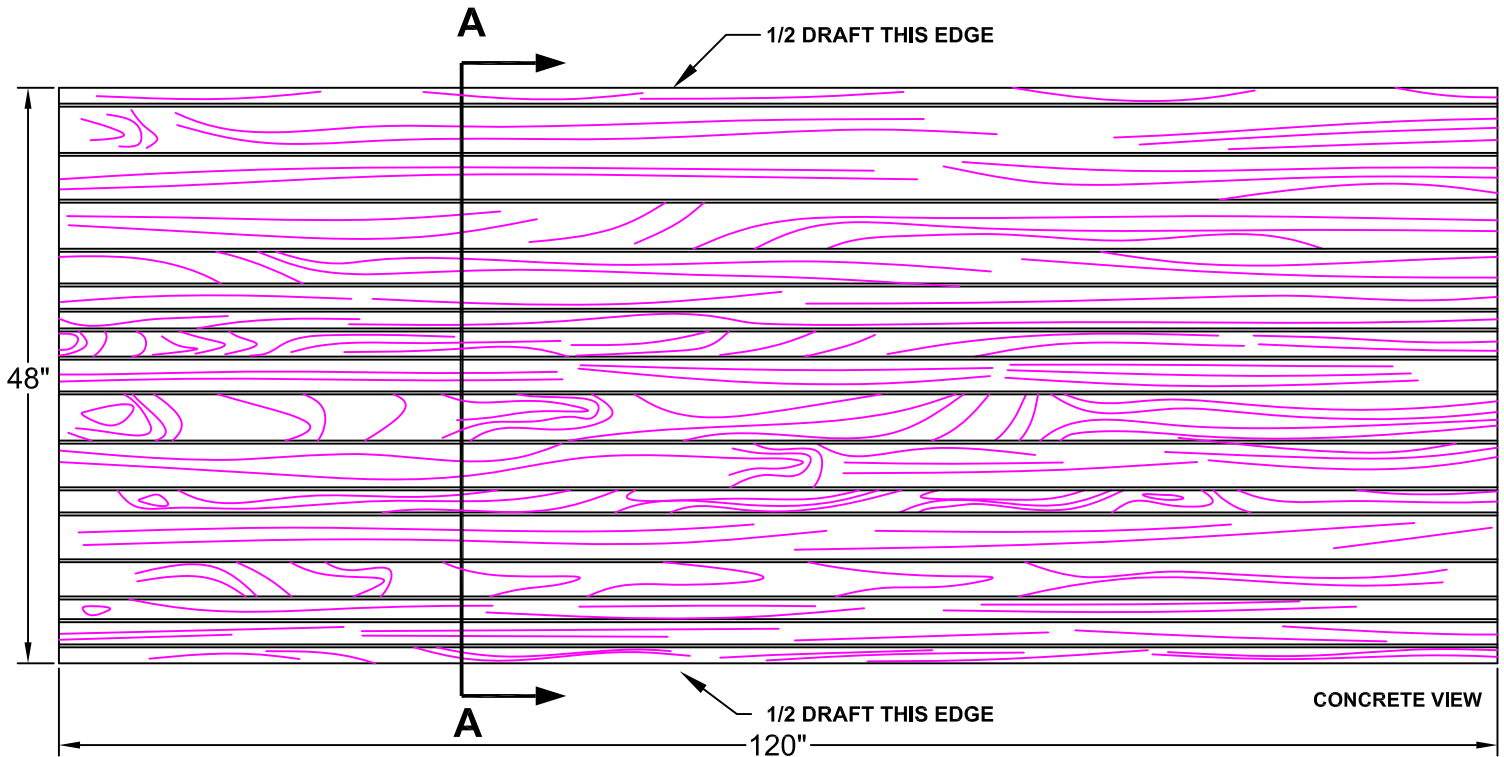 A
1/2 DRAFT THIS EDGE
48"
A
1/2 DRAFT THIS EDGE
CONCRETE VIEW
120"